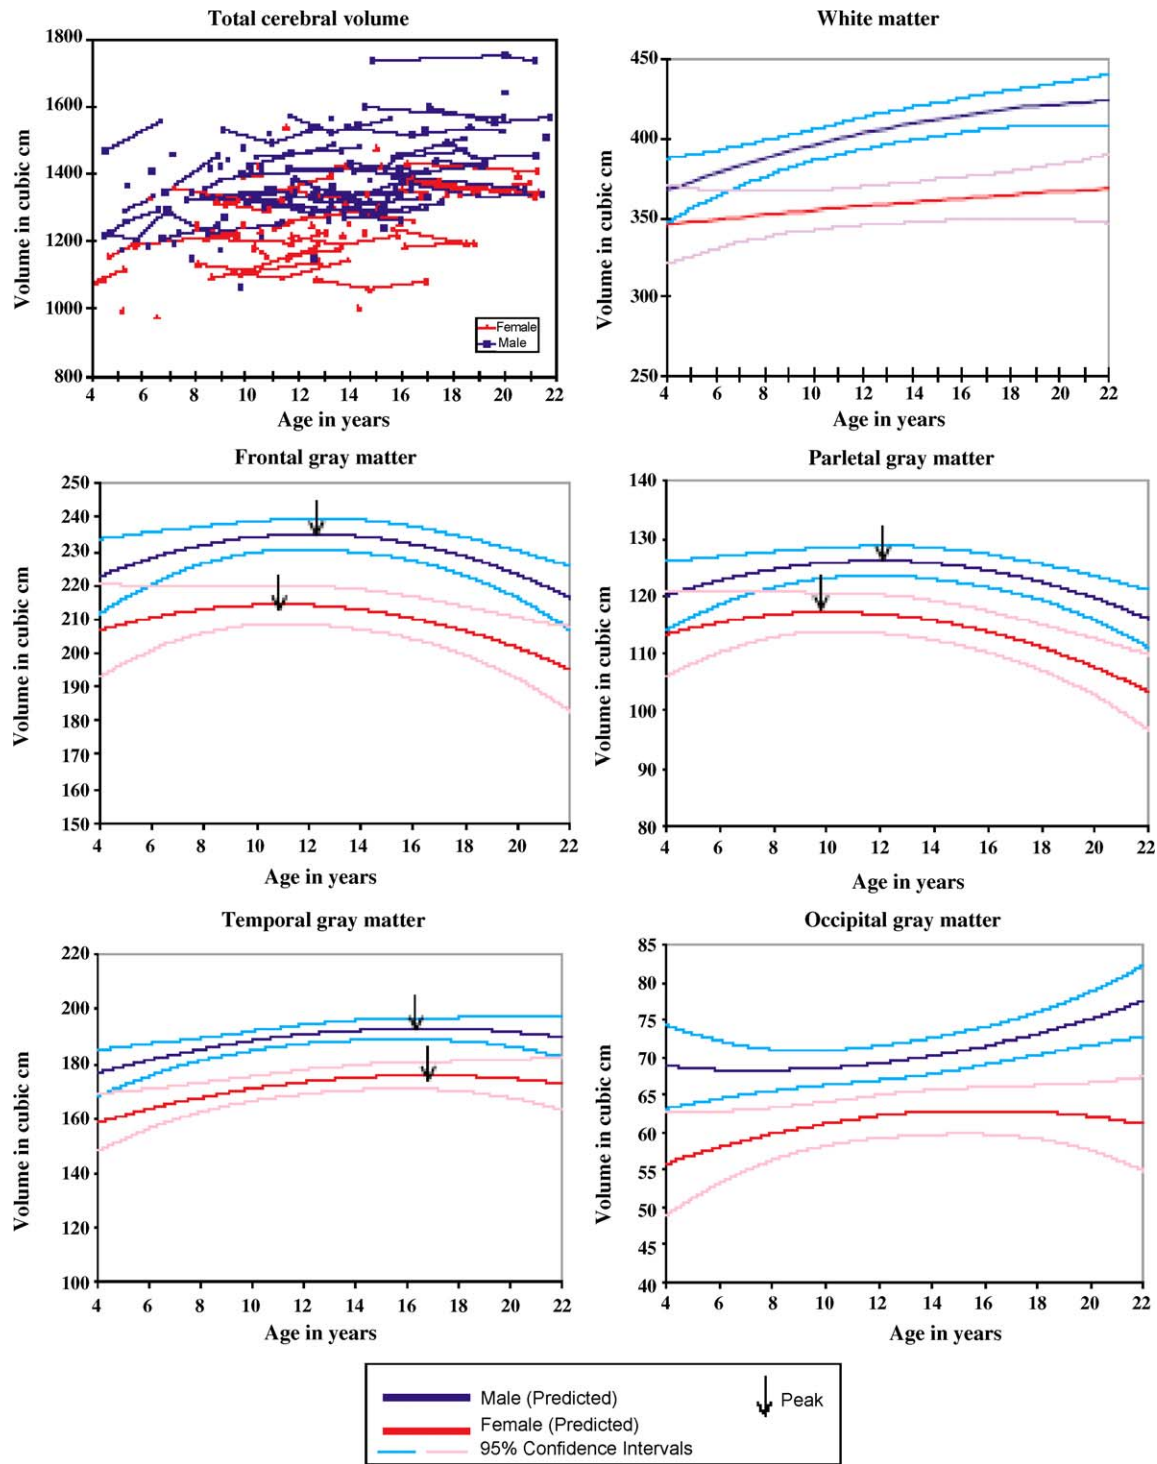 Total cerebral volume
1800
1600
1400
1200
1000
800
Volume in cubic cm
Female
Male
4 6 8 10 12 14 16 18 20 22
Age in years
White matter
450
400
350
300
250
Volume in cubic cm
4 6 8 10 12 14 16 18 20 22
Age in years
Frontal gray matter
250
240
230
220
210
200
190
180
170
160
150
Volume in cubic cm
4 6 8 10 12 14 16 18 20 22
Age in years
Parletal gray matter
140
130
120
110
100
90
80
Volume in cubic cm
4 6 8 10 12 14 16 18 20 22
Age in years
Temporal gray matter
220
200
180
160
140
120
100
Volume in cubic cm
4 6 8 10 12 14 16 18 20 22
Age in years
Occipital gray matter
85
80
75
70
65
60
55
50
45
40
Volume in cubic cm
4 6 8 10 12 14 16 18 20 22
Age in years
Male (Predicted)
Female (Predicted)
95% Confidence Intervals
Peak